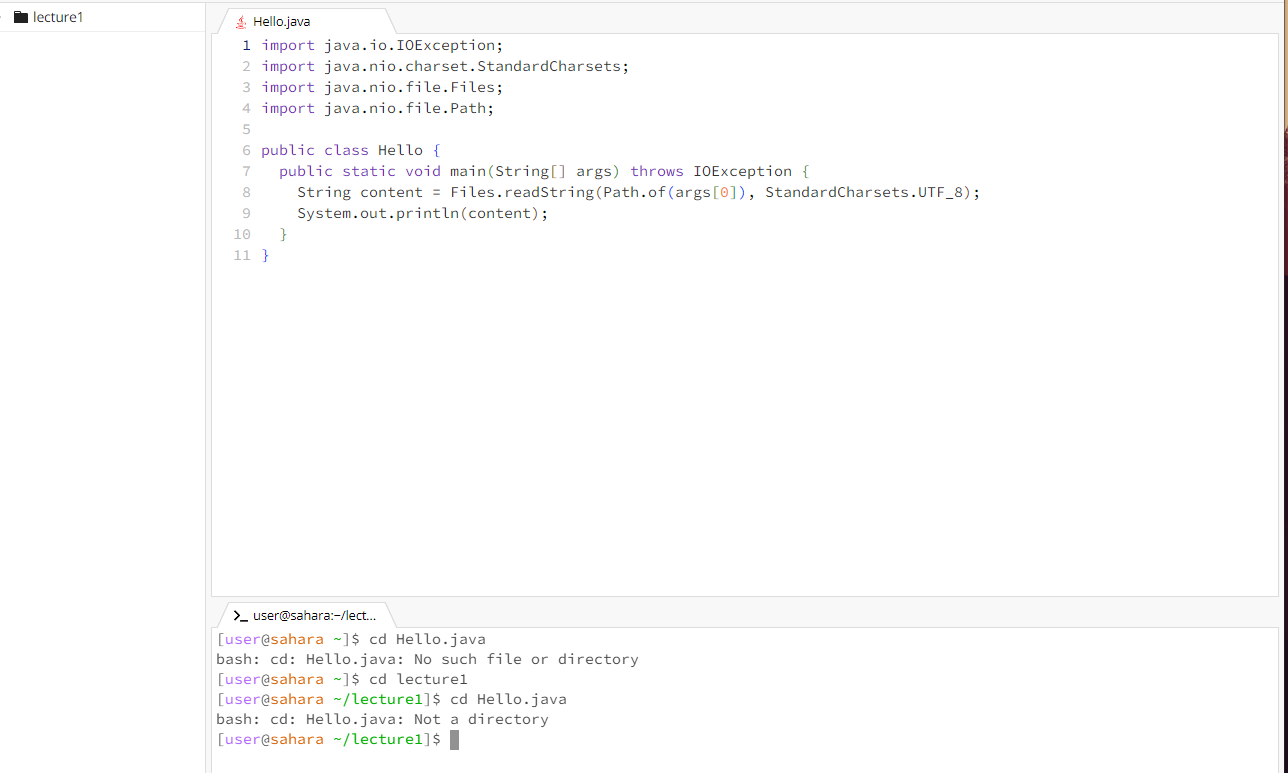 lecture1
Hello.java
1 import java.io.IOException;
2 import java.nio.charset.StandardCharsets;
3 import java.nio.file.Files;
4 import java.nio.file.Path;
5
6 public class Hello {
7   public static void main(String[] args) throws IOException {
8     String content = Files.readString(Path.of(args[0]), StandardCharsets.UTF_8);
9     System.out.println(content);
10   }
11 }
>_ user@sahara:~/lect...
[user@sahara ~]$ cd Hello.java
bash: cd: Hello.java: No such file or directory
[user@sahara ~]$ cd lecture1
[user@sahara ~/lecture1]$ cd Hello.java
bash: cd: Hello.java: Not a directory
[user@sahara ~/lecture1]$